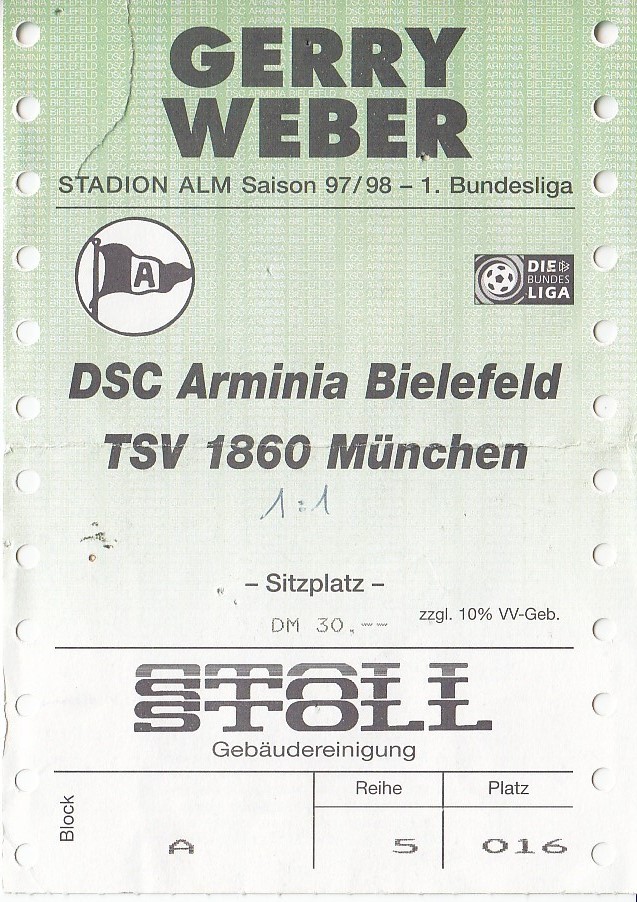 GERRY
WEBER
STADION ALM Saison 97/98 – 1. Bundesliga
A
DIE
BUNDES
LIGA
DSC Arminia Bielefeld
TSV 1860 München
1:1
– Sitzplatz –
DM 30,--
zzgl. 10% VV-Geb.
STOLL
Gebäudereinigung
Block
Reihe
Platz
A
5
016